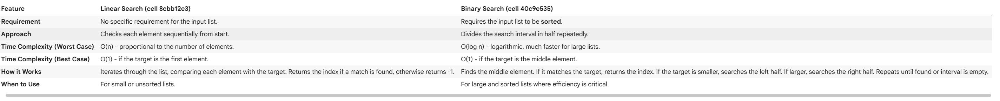 Feature Linear Search (cell 8cbb12e3) Binary Search (cell 40c9e535)
Requirement No specific requirement for the input list. Requires the input list to be sorted.
Approach Checks each element sequentially from start. Divides the search interval in half repeatedly.
Time Complexity (Worst Case) O(n) - proportional to the number of elements. O(log n) - logarithmic, much faster for large lists.
Time Complexity (Best Case) O(1) - if the target is the first element. O(1) - if the target is the middle element.
How it Works Iterates through the list, comparing each element with the target. Returns the index if a match is found, otherwise returns -1. Finds the middle element. If it matches the target, returns the index. If the target is smaller, searches the left half. If larger, searches the right half. Repeats until found or interval is empty.
When to Use For small or unsorted lists. For large and sorted lists where efficiency is critical.